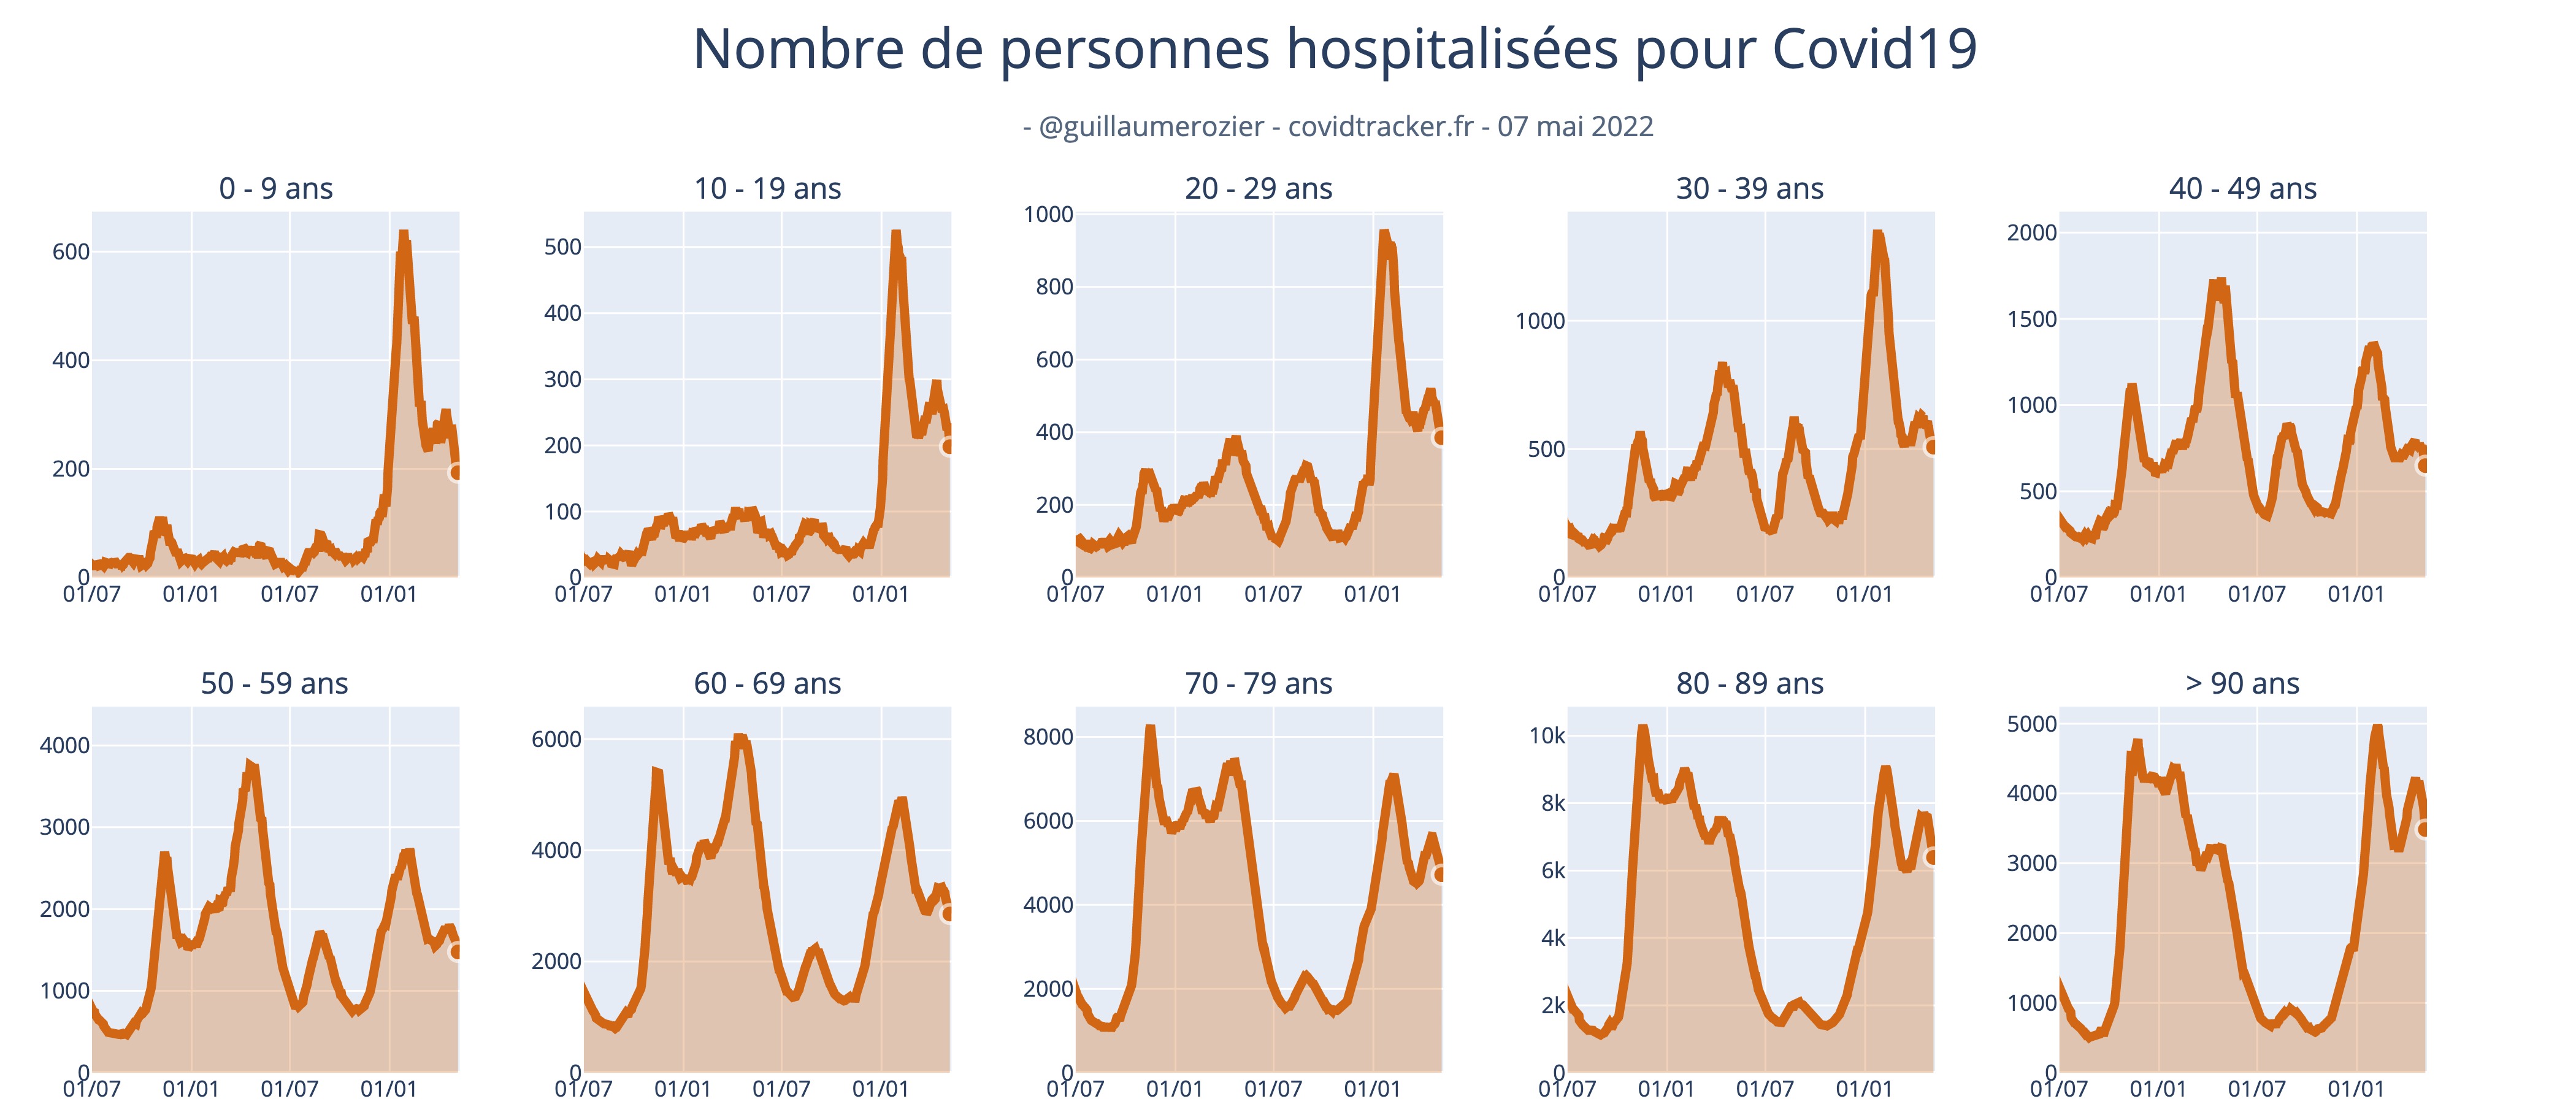 Nombre de personnes hospitalisées pour Covid19
- @guillaumerozier - covidtracker.fr - 07 mai 2022
0 - 9 ans
600
400
200
0
01/07 01/01 01/07 01/01
10 - 19 ans
500
400
300
200
100
0
01/07 01/01 01/07 01/01
20 - 29 ans
1000
800
600
400
200
0
01/07 01/01 01/07 01/01
30 - 39 ans
1000
500
0
01/07 01/01 01/07 01/01
40 - 49 ans
2000
1500
1000
500
0
01/07 01/01 01/07 01/01
50 - 59 ans
4000
3000
2000
1000
0
01/07 01/01 01/07 01/01
60 - 69 ans
6000
4000
2000
0
01/07 01/01 01/07 01/01
70 - 79 ans
8000
6000
4000
2000
0
01/07 01/01 01/07 01/01
80 - 89 ans
10k
8k
6k
4k
2k
0
01/07 01/01 01/07 01/01
> 90 ans
5000
4000
3000
2000
1000
0
01/07 01/01 01/07 01/01